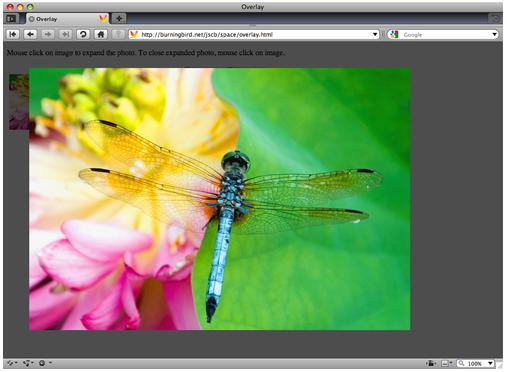 Overlay
Overlay
http://burningbird.net/jscb/space/overlay.html
Google
Mouse click on image to expand the photo. To close expanded photo, mouse click on image.
100%